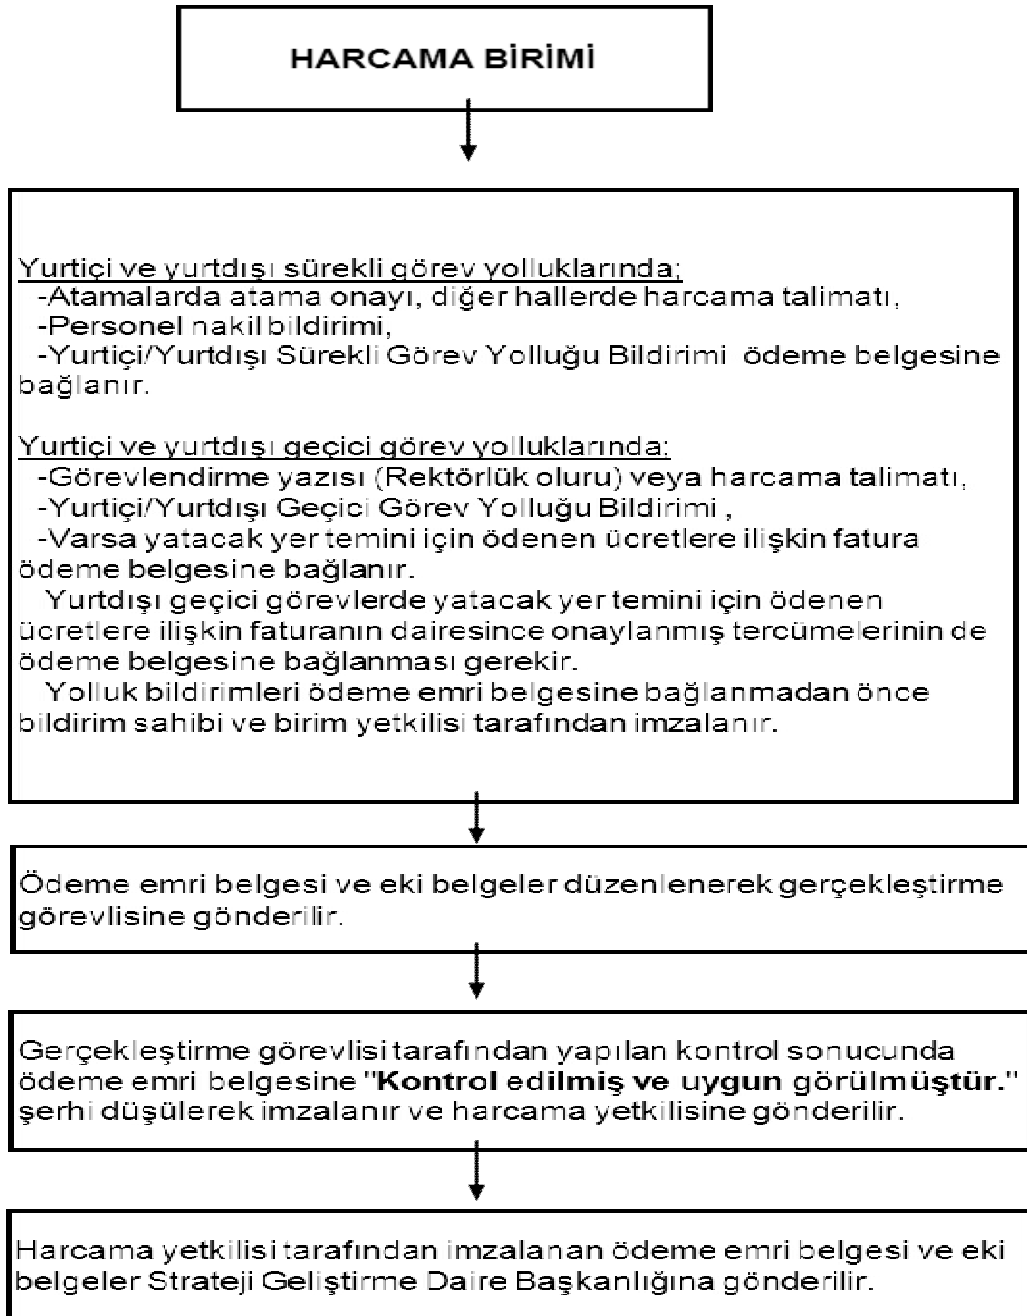 HARCAMA BİRİMİ
Yurtiçi ve yurtdışı sürekli görev yolluklarında;
-Atamalarda atama onayı, diğer hallerde harcama talimatı,
-Personel nakil bildirimi,
-Yurtiçi/Yurtdışı Sürekli Görev Yolluğu Bildirimi ödeme belgesine
bağlanır.
Yurtiçi ve yurtdışı geçici görev yolluklarında;
-Görevlendirme yazısı (Rektörlük oluru) veya harcama talimatı,
-Yurtiçi/Yurtdışı Geçici Görev Yolluğu Bildirimi ,
-Varsa yatacak yer temini için ödenen ücretlere ilişkin fatura
ödeme belgesine bağlanır.
Yurtdışı geçici görevlerde yatacak yer temini için ödenen
ücretlere ilişkin faturanın dairesince onaylanmış tercümelerinin de
ödeme belgesine bağlanması gerekir.
Yolluk bildirimleri ödeme emri belgesine bağlanmadan önce
bildirim sahibi ve birim yetkilisi tarafından imzalanır.
Ödeme emri belgesi ve eki belgeler düzenlenerek gerçekleştirme
görevlisine gönderilir.
Gerçekleştirme görevlisi tarafından yapılan kontrol sonucunda
ödeme emri belgesine "Kontrol edilmiş ve uygun görülmüştür."
şerhi düşülerek imzalanır ve harcama yetkilisine gönderilir.
Harcama yetkilisi tarafından imzalanan ödeme emri belgesi ve eki
belgeler Strateji Geliştirme Daire Başkanlığına gönderilir.